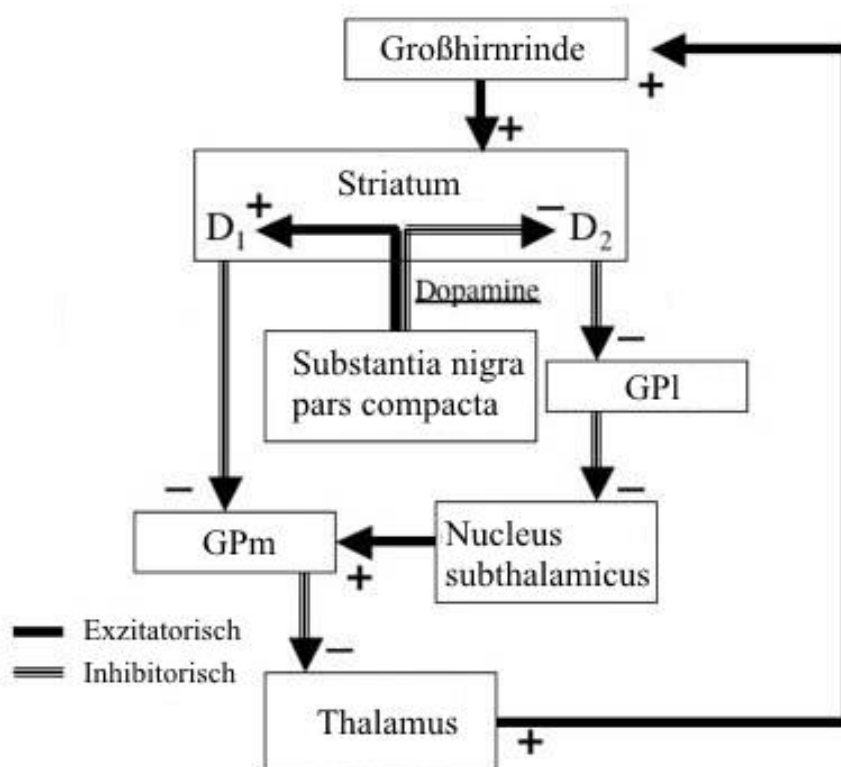 Großhirnrinde
+
+
Striatum
+
−
D1
D2
Dopamine
−
Substantia nigra
pars compacta
GPl
−
−
GPm
Nucleus
subthalamicus
+
Exzitatorisch
−
Inhibitorisch
Thalamus
+